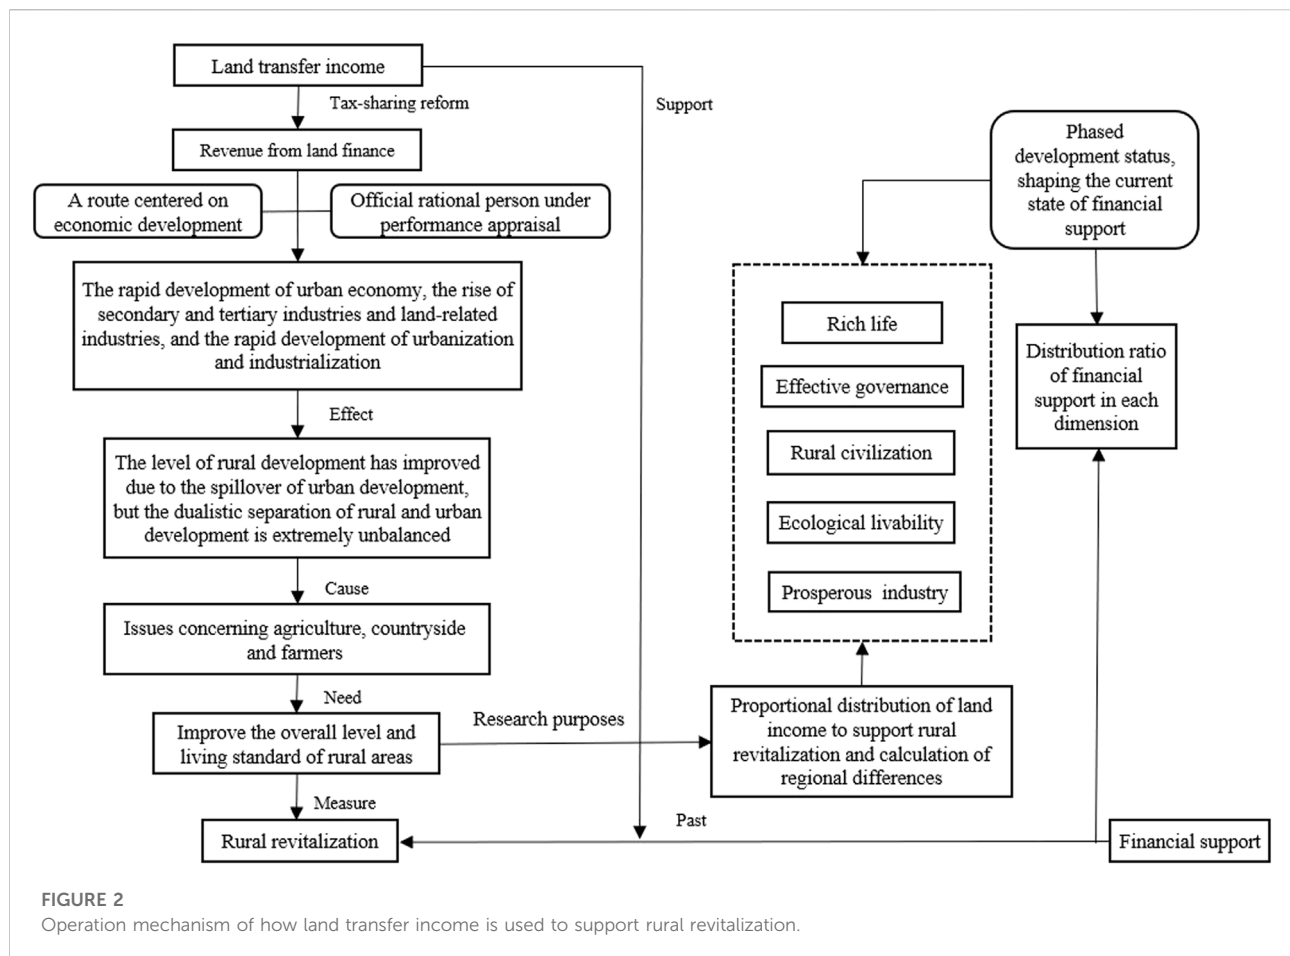 Land transfer income
Tax-sharing reform
Support
Revenue from land finance
A route centered on
economic development
Official rational person under
performance appraisal
The rapid development of urban economy, the rise of
secondary and tertiary industries and land-related
industries, and the rapid development of urbanization
and industrialization
Effect
The level of rural development has improved
due to the spillover of urban development,
but the dualistic separation of rural and urban
development is extremely unbalanced
Cause
Issues concerning agriculture, countryside
and farmers
Need
Improve the overall level and
living standard of rural areas
Research purposes
Measure
Rural revitalization
Past
Phased
development status,
shaping the current
state of financial
support
Rich life
Effective governance
Rural civilization
Ecological livability
Prosperous industry
Distribution ratio
of financial
support in each
dimension
Proportional distribution of land
income to support rural
revitalization and calculation of
regional differences
Financial support
FIGURE 2
Operation mechanism of how land transfer income is used to support rural revitalization.